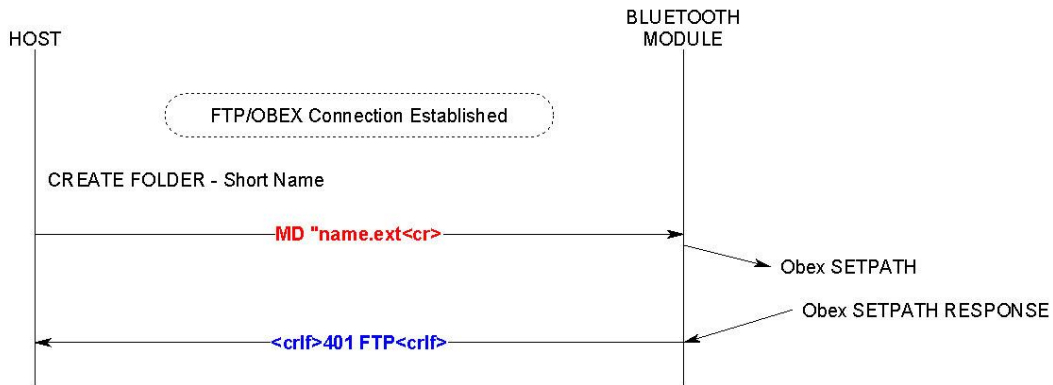 HOST
BLUETOOTH
MODULE
FTP/OBEX Connection Established
CREATE FOLDER - Short Name
MD "name.ext<cr>
Obex SETPATH
Obex SETPATH RESPONSE
<crlf>401 FTP<crlf>